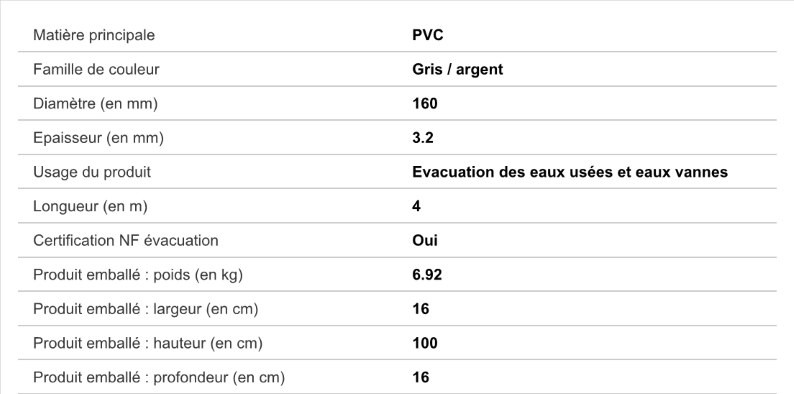 Matière principale PVC
Famille de couleur Gris / argent
Diamètre (en mm) 160
Epaisseur (en mm) 3.2
Usage du produit Evacuation des eaux usées et eaux vannes
Longueur (en m) 4
Certification NF évacuation Oui
Produit emballé : poids (en kg) 6.92
Produit emballé : largeur (en cm) 16
Produit emballé : hauteur (en cm) 100
Produit emballé : profondeur (en cm) 16